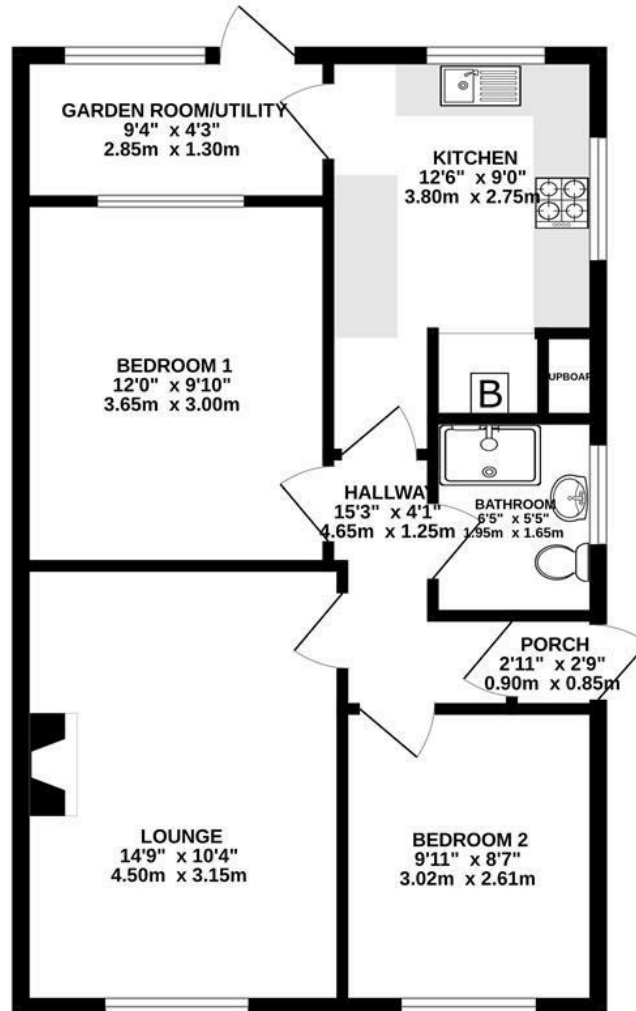 GARDEN ROOM/UTILITY
9'4" x 4'3"
2.85m x 1.30m
KITCHEN
12'6" x 9'0"
3.80m x 2.75m
BEDROOM 1
12'0" x 9'10"
3.65m x 3.00m
B
UPBOAR
HALLWAY
15'3" x 4'1"
4.65m x 1.25m
BATHROOM
6'5" x 5'5"
1.95m x 1.65m
PORCH
2'11" x 2'9"
0.90m x 0.85m
LOUNGE
14'9" x 10'4"
4.50m x 3.15m
BEDROOM 2
9'11" x 8'7"
3.02m x 2.61m